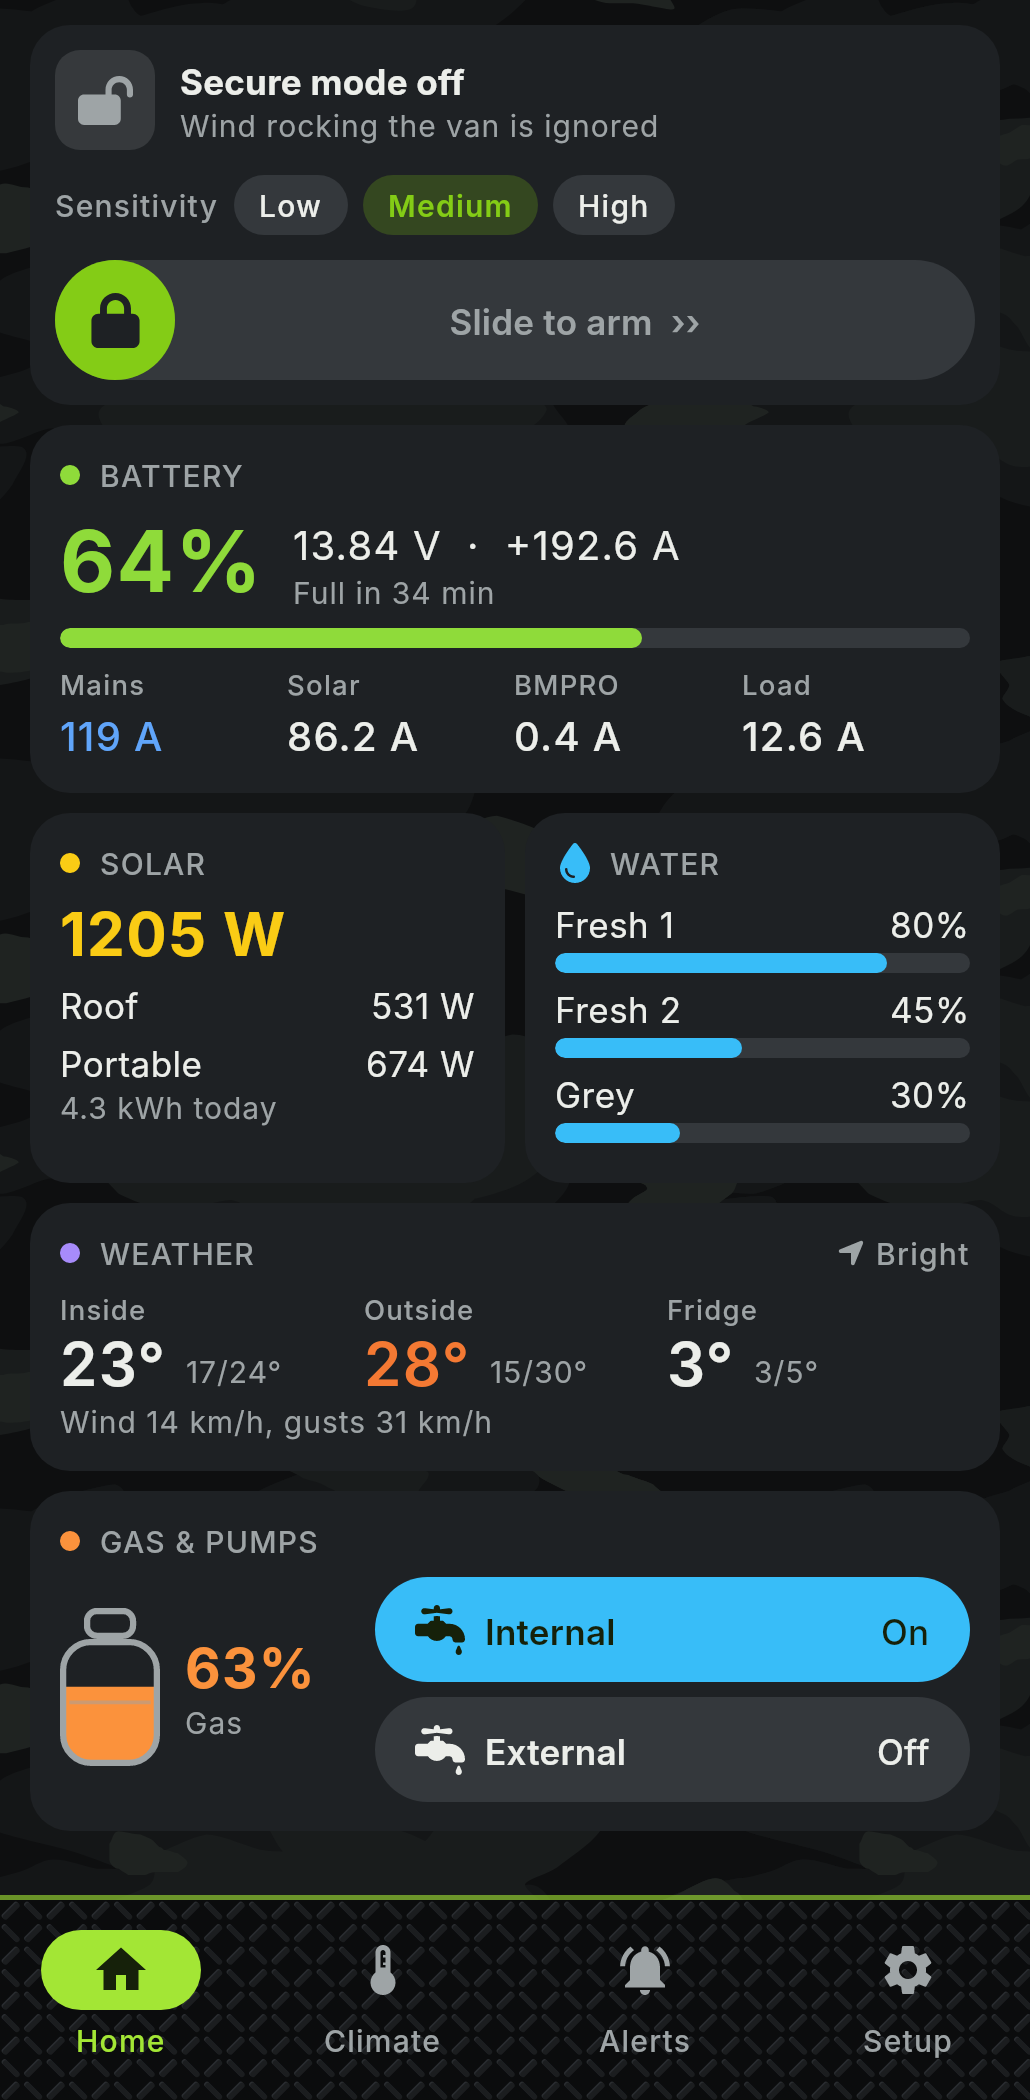 Secure mode off
Wind rocking the van is ignored
Sensitivity Low Medium High
Slide to arm ››
BATTERY
64% 13.84 V · +192.6 A
Full in 34 min
Mains Solar BMPRO Load
119 A 86.2 A 0.4 A 12.6 A
SOLAR
1205 W
Roof 531 W
Portable 674 W
4.3 kWh today
WATER
Fresh 1 80%
Fresh 2 45%
Grey 30%
WEATHER Bright
Inside Outside Fridge
23° 17/24° 28° 15/30° 3° 3/5°
Wind 14 km/h, gusts 31 km/h
GAS & PUMPS
63%
Gas
Internal On
External Off
Home Climate Alerts Setup